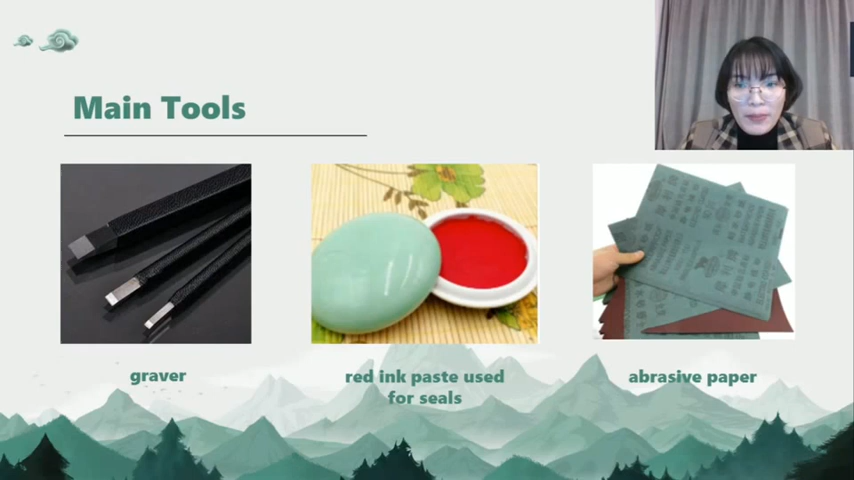 Main Tools
graver
red ink paste used
for seals
abrasive paper